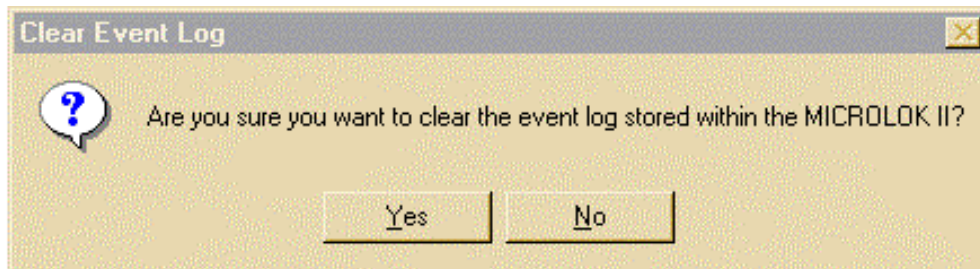 Clear Event Log
Are you sure you want to clear the event log stored within the MICROLOK II?
Yes
No